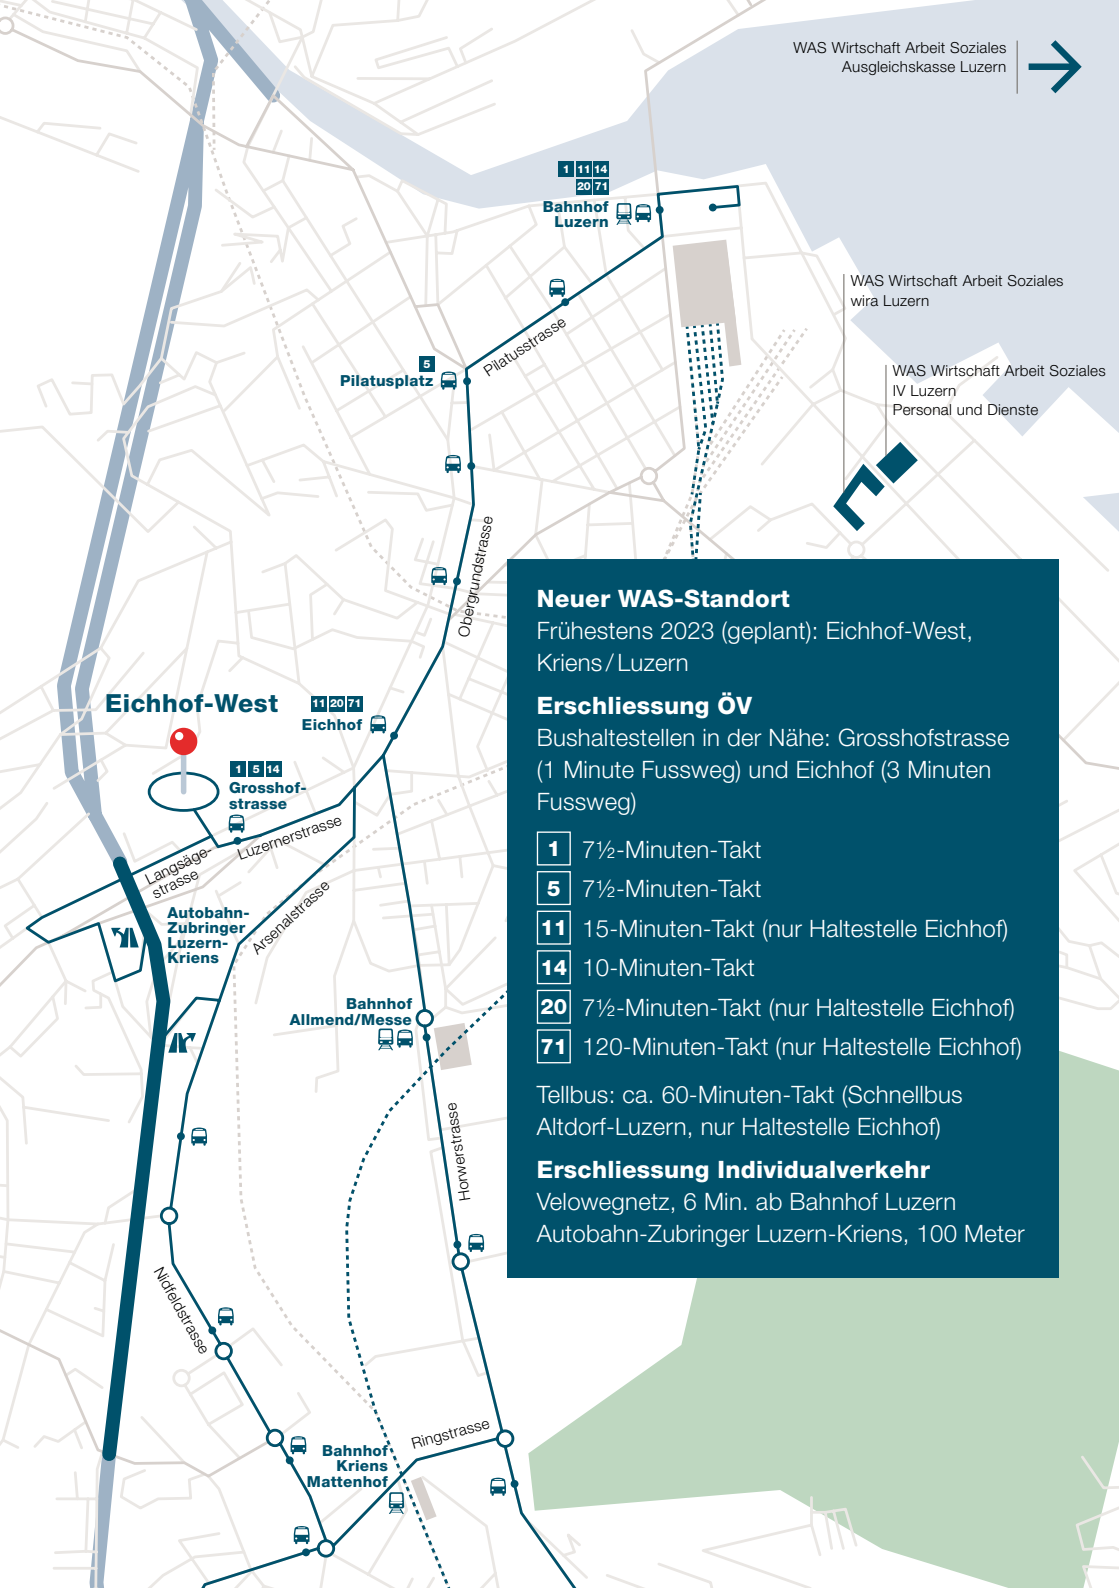 WAS Wirtschaft Arbeit Soziales
Ausgleichskasse Luzern
1 11 14
20 71
Bahnhof
Luzern
WAS Wirtschaft Arbeit Soziales
wira Luzern
Pilatusstrasse
5
Pilatusplatz
WAS Wirtschaft Arbeit Soziales
IV Luzern
Personal und Dienste
Obergrundstrasse
Eichhof-West
11 20 71
Eichhof
1 5 14
Grosshof-
strasse
Luzernerstrasse
Langsäge-
strasse
Arsenalstrasse
Autobahn-
Zubringer
Luzern-
Kriens
Bahnhof
Allmend/Messe
Horwerstrasse
Nidfeldstrasse
Ringstrasse
Bahnhof
Kriens
Mattenhof
Neuer WAS-Standort
Frühestens 2023 (geplant): Eichhof-West,
Kriens/Luzern
Erschliessung ÖV
Bushaltestellen in der Nähe: Grosshofstrasse
(1 Minute Fussweg) und Eichhof (3 Minuten
Fussweg)
1 7½-Minuten-Takt
5 7½-Minuten-Takt
11 15-Minuten-Takt (nur Haltestelle Eichhof)
14 10-Minuten-Takt
20 7½-Minuten-Takt (nur Haltestelle Eichhof)
71 120-Minuten-Takt (nur Haltestelle Eichhof)
Tellbus: ca. 60-Minuten-Takt (Schnellbus
Altdorf-Luzern, nur Haltestelle Eichhof)
Erschliessung Individualverkehr
Velowegnetz, 6 Min. ab Bahnhof Luzern
Autobahn-Zubringer Luzern-Kriens, 100 Meter